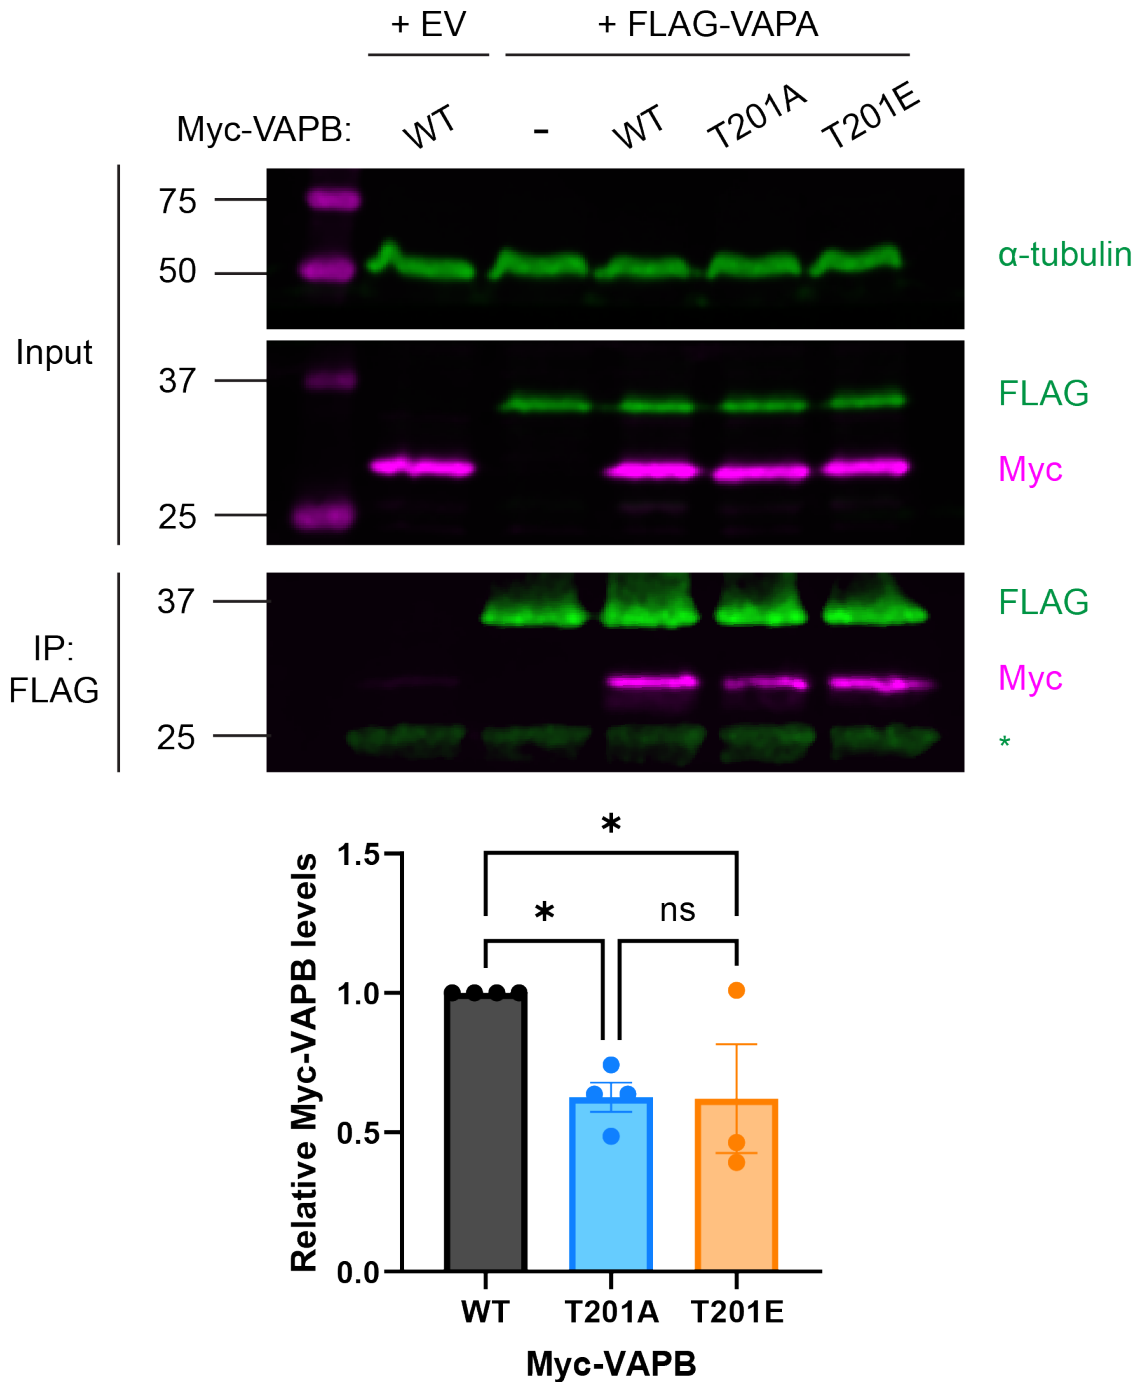 + EV
+ FLAG-VAPA
Myc-VAPB:
WT
-
WT
T201A
T201E
75
50
α-tubulin
Input
37
25
FLAG
Myc
IP:
FLAG
37
25
FLAG
Myc
*
*
*
ns
Relative Myc-VAPB levels
1.5
1.0
0.5
0.0
WT
T201A
T201E
Myc-VAPB